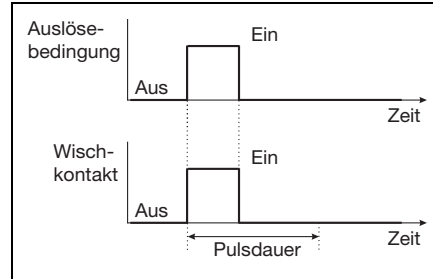 Auslöse-
bedingung
Ein
Aus
Zeit
Wisch-
kontakt
Ein
Aus
Zeit
Pulsdauer